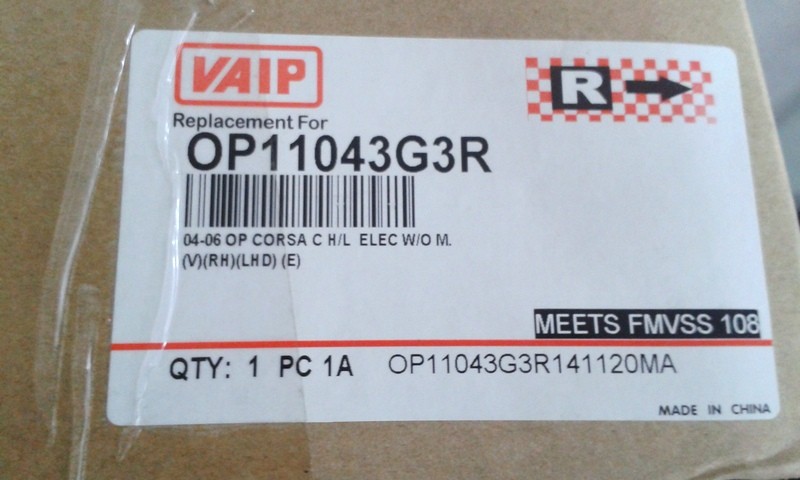 VAIP
R
Replacement For
OP11043G3R
04-06 OP CORSA C H/L ELEC W/O M.
(V)(RH)(LHD) (E)
MEETS FMVSS 108
QTY: 1 PC 1A OP11043G3R141120MA
MADE IN CHINA